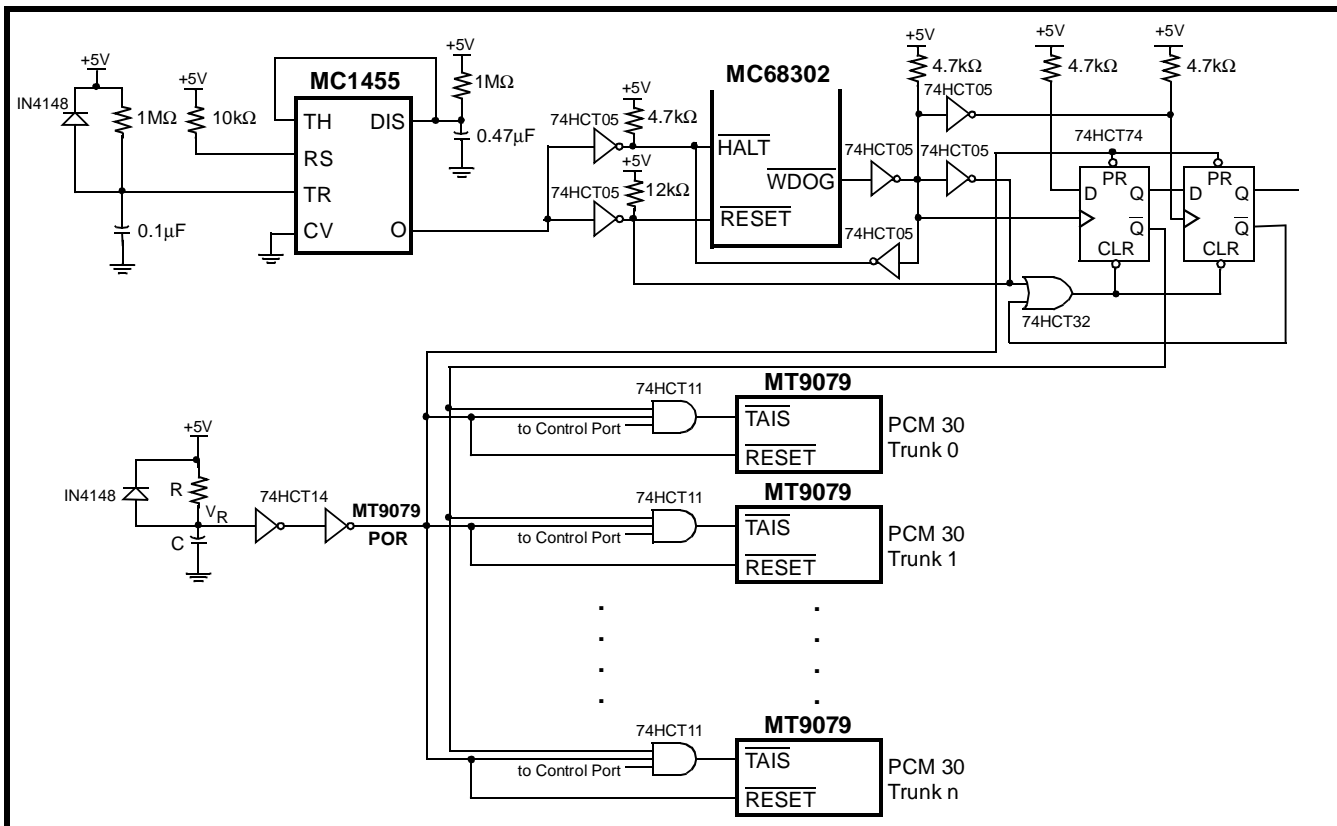 +5V
+5V
+5V
+5V
+5V
+5V
+5V
+5V
MC1455
MC68302
IN4148
1MΩ
10kΩ
1MΩ
4.7kΩ
4.7kΩ
4.7kΩ
74HCT05
TH
DIS
0.47µF
74HCT05
4.7kΩ
HALT
74HCT05
74HCT05
74HCT74
RS
+5V
TR
74HCT05
12kΩ
WDOG
PR
PR
D
Q
D
Q
Q
Q
0.1µF
CV
O
RESET
74HCT05
CLR
CLR
74HCT32
74HCT11
MT9079
TAIS
PCM 30
Trunk 0
to Control Port
RESET
+5V
IN4148
R
VR
C
74HCT14
MT9079
POR
74HCT11
MT9079
TAIS
PCM 30
Trunk 1
to Control Port
RESET
74HCT11
MT9079
TAIS
PCM 30
Trunk n
to Control Port
RESET